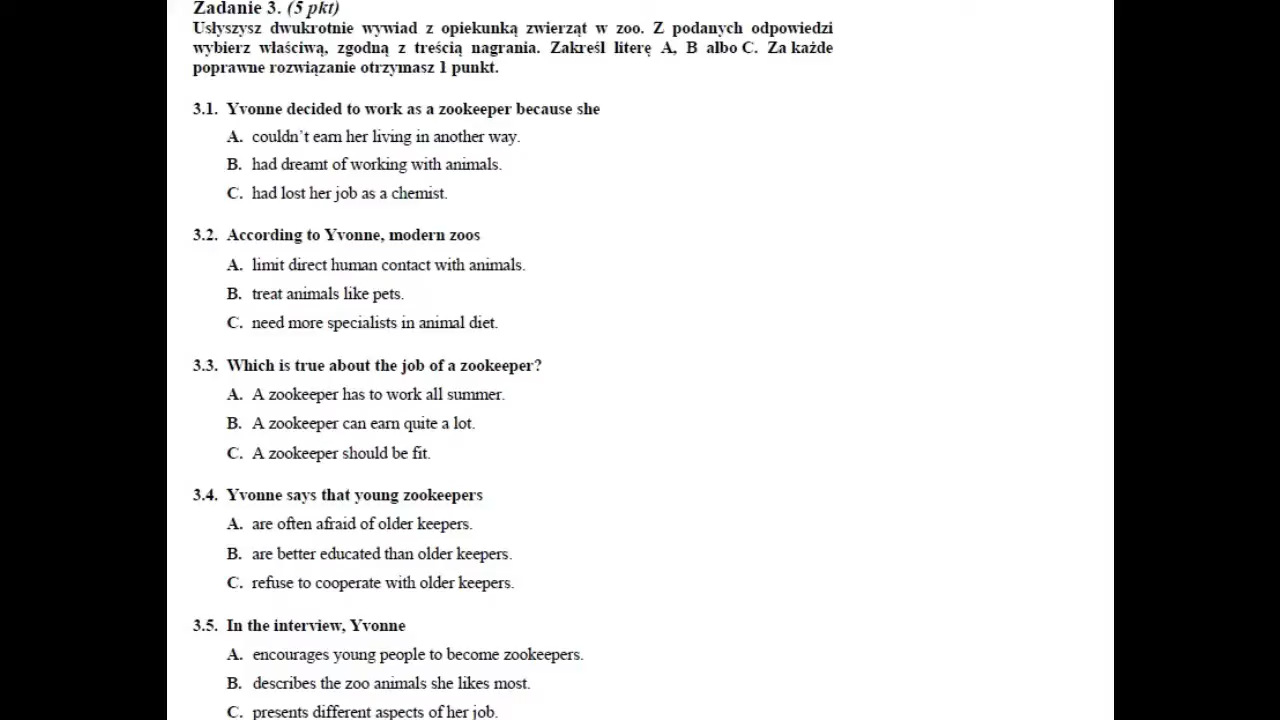 Zadanie 3. (5 pkt)
Usłyszysz dwukrotnie wywiad z opiekunką zwierząt w zoo. Z podanych odpowiedzi
wybierz właściwą, zgodną z treścią nagrania. Zakreśl literę A, B albo C. Za każde
poprawne rozwiązanie otrzymasz 1 punkt.
3.1. Yvonne decided to work as a zookeeper because she
A. couldn't earn her living in another way.
B. had dreamt of working with animals.
C. had lost her job as a chemist.
3.2. According to Yvonne, modern zoos
A. limit direct human contact with animals.
B. treat animals like pets.
C. need more specialists in animal diet.
3.3. Which is true about the job of a zookeeper?
A. A zookeeper has to work all summer.
B. A zookeeper can earn quite a lot.
C. A zookeeper should be fit.
3.4. Yvonne says that young zookeepers
A. are often afraid of older keepers.
B. are better educated than older keepers.
C. refuse to cooperate with older keepers.
3.5. In the interview, Yvonne
A. encourages young people to become zookeepers.
B. describes the zoo animals she likes most.
C. presents different aspects of her job.